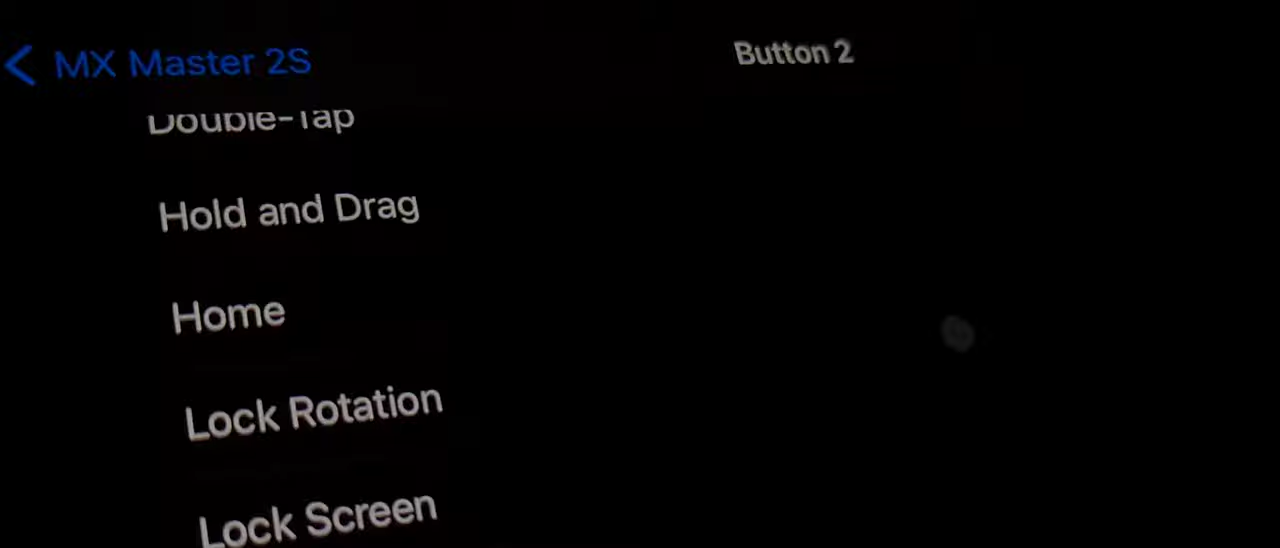 MX Master 2S
Button 2
Double-Tap
Hold and Drag
Home
Lock Rotation
Lock Screen